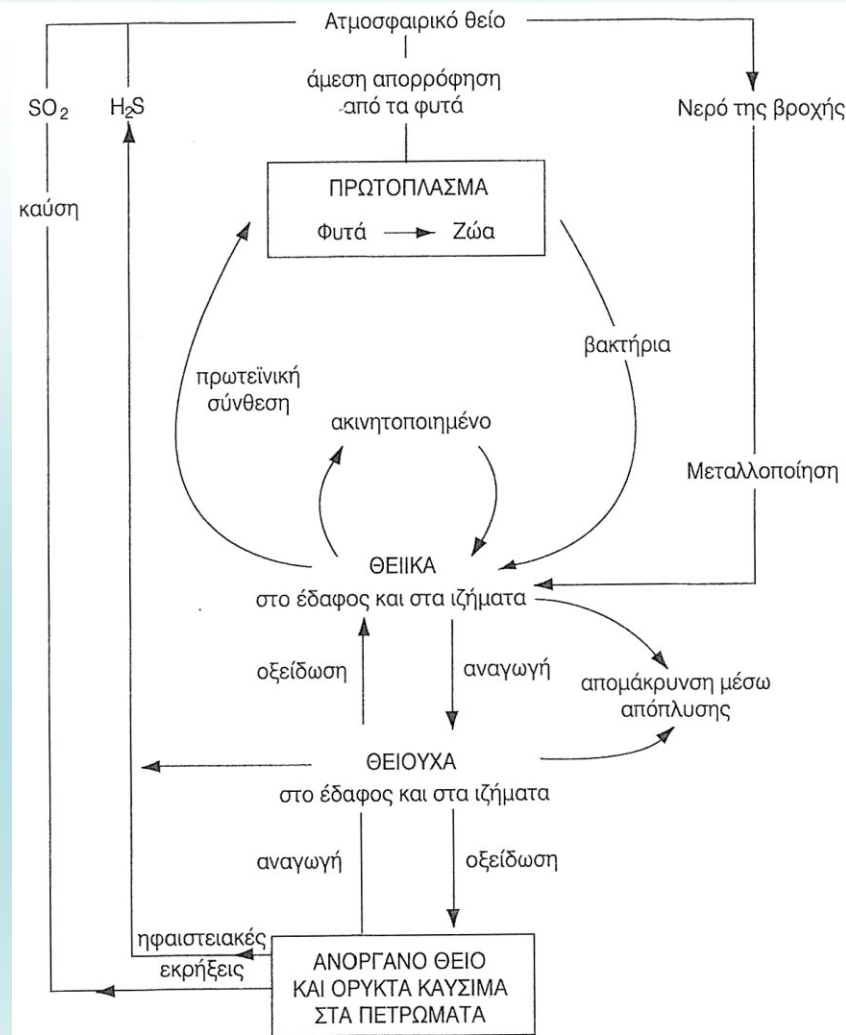 Ατμοσφαιρικό θείο
άμεση απορρόφηση
από τα φυτά
SO₂
H₂S
Νερό της βροχής
ΠΡΩΤΟΠΛΑΣΜΑ
Φυτά → Ζώα
καύση
βακτήρια
πρωτεϊνική
σύνθεση
ακινητοποιημένο
Μεταλλοποίηση
ΘΕΙΙΚΑ
στο έδαφος και στα ιζήματα
οξείδωση
αναγωγή
απομάκρυνση μέσω
απόπλυσης
ΘΕΙΟΥΧΑ
στο έδαφος και στα ιζήματα
αναγωγή
οξείδωση
ηφαιστειακές
εκρήξεις
ΑΝΟΡΓΑΝΟ ΘΕΙΟ
ΚΑΙ ΟΡΥΚΤΑ ΚΑΥΣΙΜΑ
ΣΤΑ ΠΕΤΡΩΜΑΤΑ